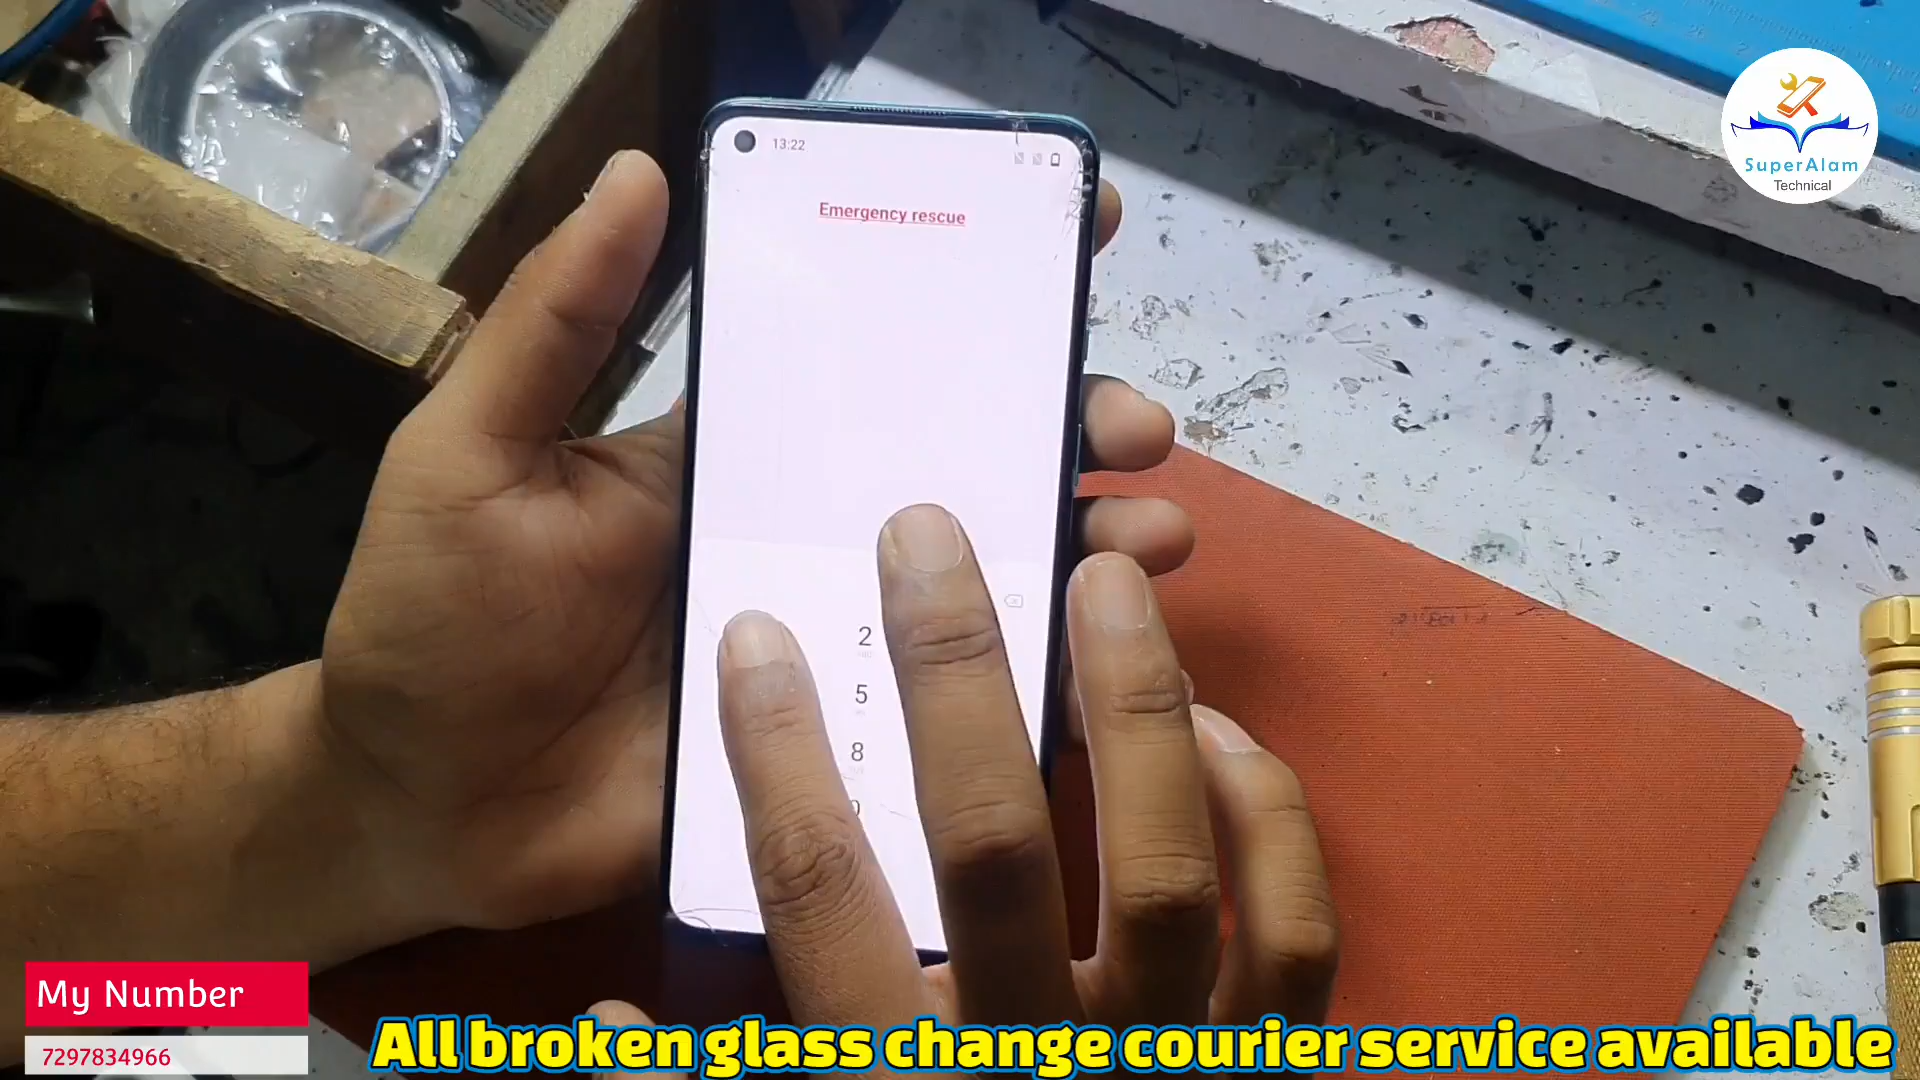 13:22
Emergency rescue
2
5
8
0
SuperAlam
Technical
My Number
7297834966
All broken glass change courier service available